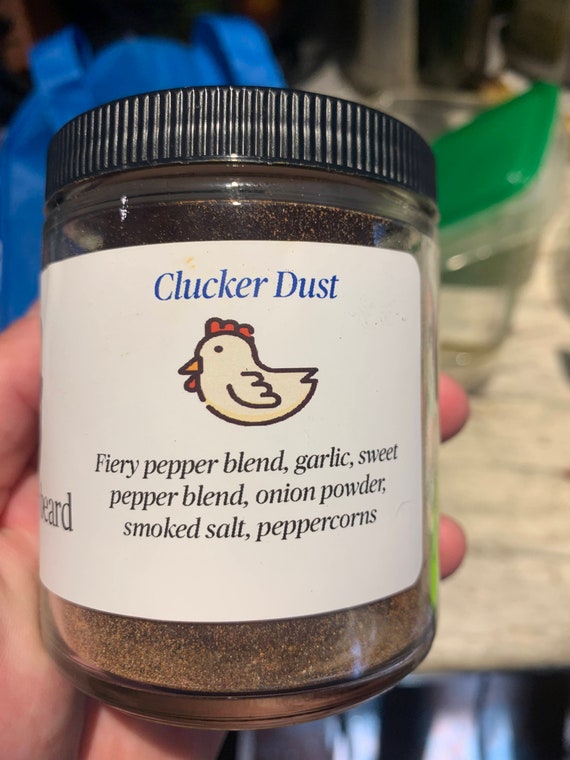 Clucker Dust
Fiery pepper blend, garlic, sweet
pepper blend, onion powder,
smoked salt, peppercorns